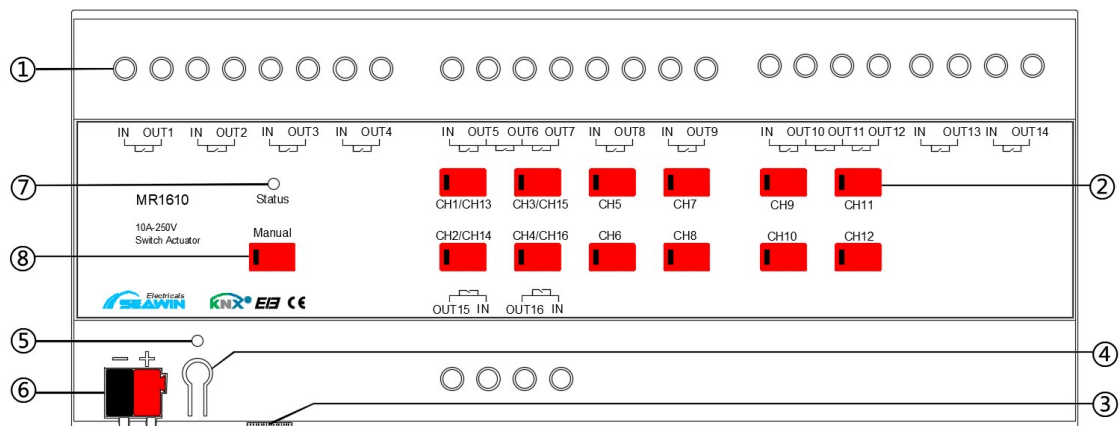 ①
IN OUT1 IN OUT2 IN OUT3 IN OUT4 IN OUT5 OUT6 OUT7 IN OUT8 IN OUT9 IN OUT10 OUT11 OUT12 IN OUT13 IN OUT14
⑦ ②
MR1610 Status CH1/CH13 CH3/CH15 CH5 CH7 CH9 CH11
10A-250V
Switch Actuator
Manual CH2/CH14 CH4/CH16 CH6 CH8 CH10 CH12
⑧
Electricals
SEAWIN KNX EIB CE
OUT15 IN OUT16 IN
⑤
④
− +
⑥
③